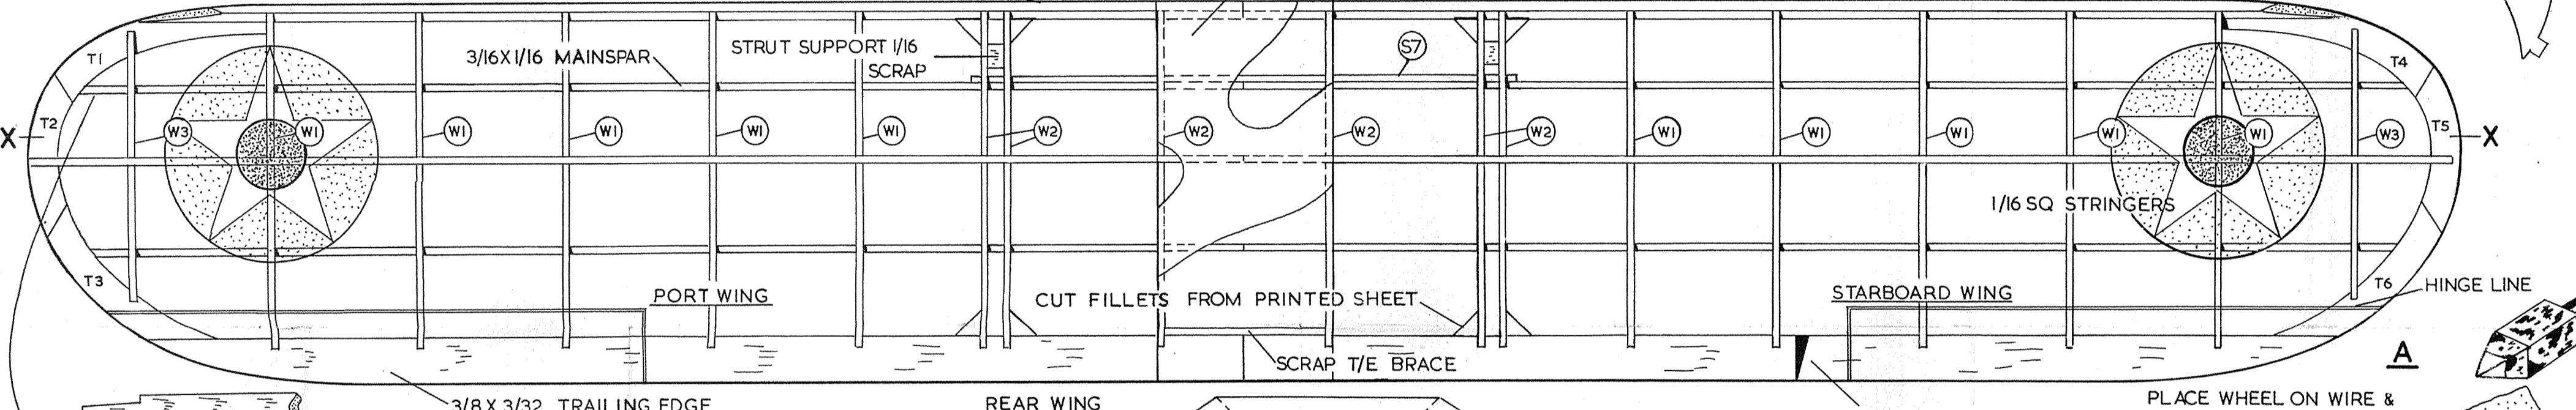 T1
3/16X1/16 MAINSPAR
STRUT SUPPORT 1/16
SCRAP
S7
T4
X
T2
W3
W1
W1
W1
W1
W1
W2
W2
W2
W2
W1
W1
W1
W1
W1
W3
T5
X
1/16 SQ STRINGERS
T3
PORT WING
CUT FILLETS FROM PRINTED SHEET
STARBOARD WING
T6
HINGE LINE
SCRAP T/E BRACE
A
3/8 X 3/32 TRAILING EDGE
REAR WING
PLACE WHEEL ON WIRE &